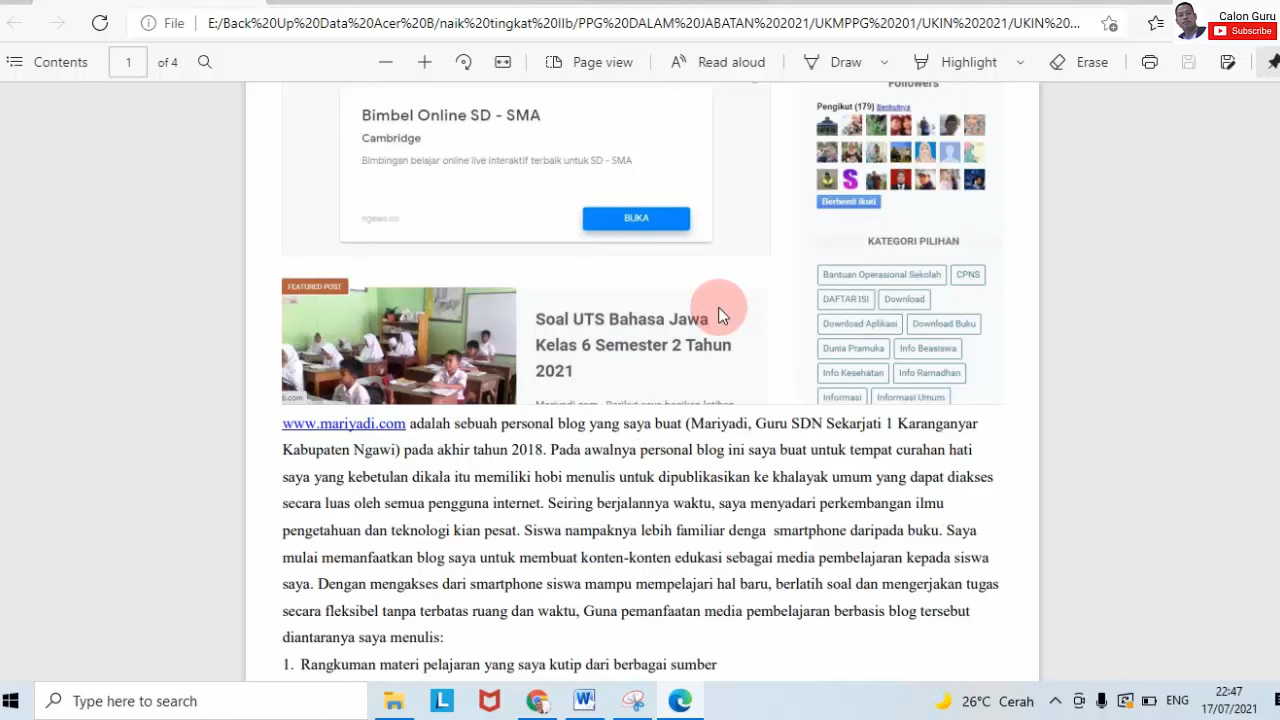 File
E:/Back%20Up%20Data%20Acer%20B/naik%20tingkat%20IIb/PPG%20DALAM%20JABATAN%202021/UKMPPG%20201/UKIN%202021/UKIN%20...
Calon Guru
Subscribe
Contents
1 of 4
Page view
Read aloud
Draw
Highlight
Erase
Bimbel Online SD - SMA
Cambridge
Bimbingan belajar online live interaktif terbaik untuk SD - SMA
BUKA
Followers
Pengikut (179) Berikutnya
Berhenti ikuti
KATEGORI PILIHAN
Bantuan Operasional Sekolah CPNS
DAFTAR ISI Download
Download Aplikasi Download Buku
Dunia Pramuka Info Beasiswa
Info Kesehatan Info Ramadhan
Informasi Informasi Umum
FEATURED POST
Soal UTS Bahasa Jawa
Kelas 6 Semester 2 Tahun
2021
www.mariyadi.com adalah sebuah personal blog yang saya buat (Mariyadi, Guru SDN Sekarjati 1 Karanganyar
Kabupaten Ngawi) pada akhir tahun 2018. Pada awalnya personal blog ini saya buat untuk tempat curahan hati
saya yang kebetulan dikala itu memiliki hobi menulis untuk dipublikasikan ke khalayak umum yang dapat diakses
secara luas oleh semua pengguna internet. Seiring berjalannya waktu, saya menyadari perkembangan ilmu
pengetahuan dan teknologi kian pesat. Siswa nampaknya lebih familiar denga smartphone daripada buku. Saya
mulai memanfaatkan blog saya untuk membuat konten-konten edukasi sebagai media pembelajaran kepada siswa
saya. Dengan mengakses dari smartphone siswa mampu mempelajari hal baru, berlatih soal dan mengerjakan tugas
secara fleksibel tanpa terbatas ruang dan waktu, Guna pemanfaatan media pembelajaran berbasis blog tersebut
diantaranya saya menulis:
1. Rangkuman materi pelajaran yang saya kutip dari berbagai sumber
Type here to search
26°C Cerah
ENG
22:47
17/07/2021